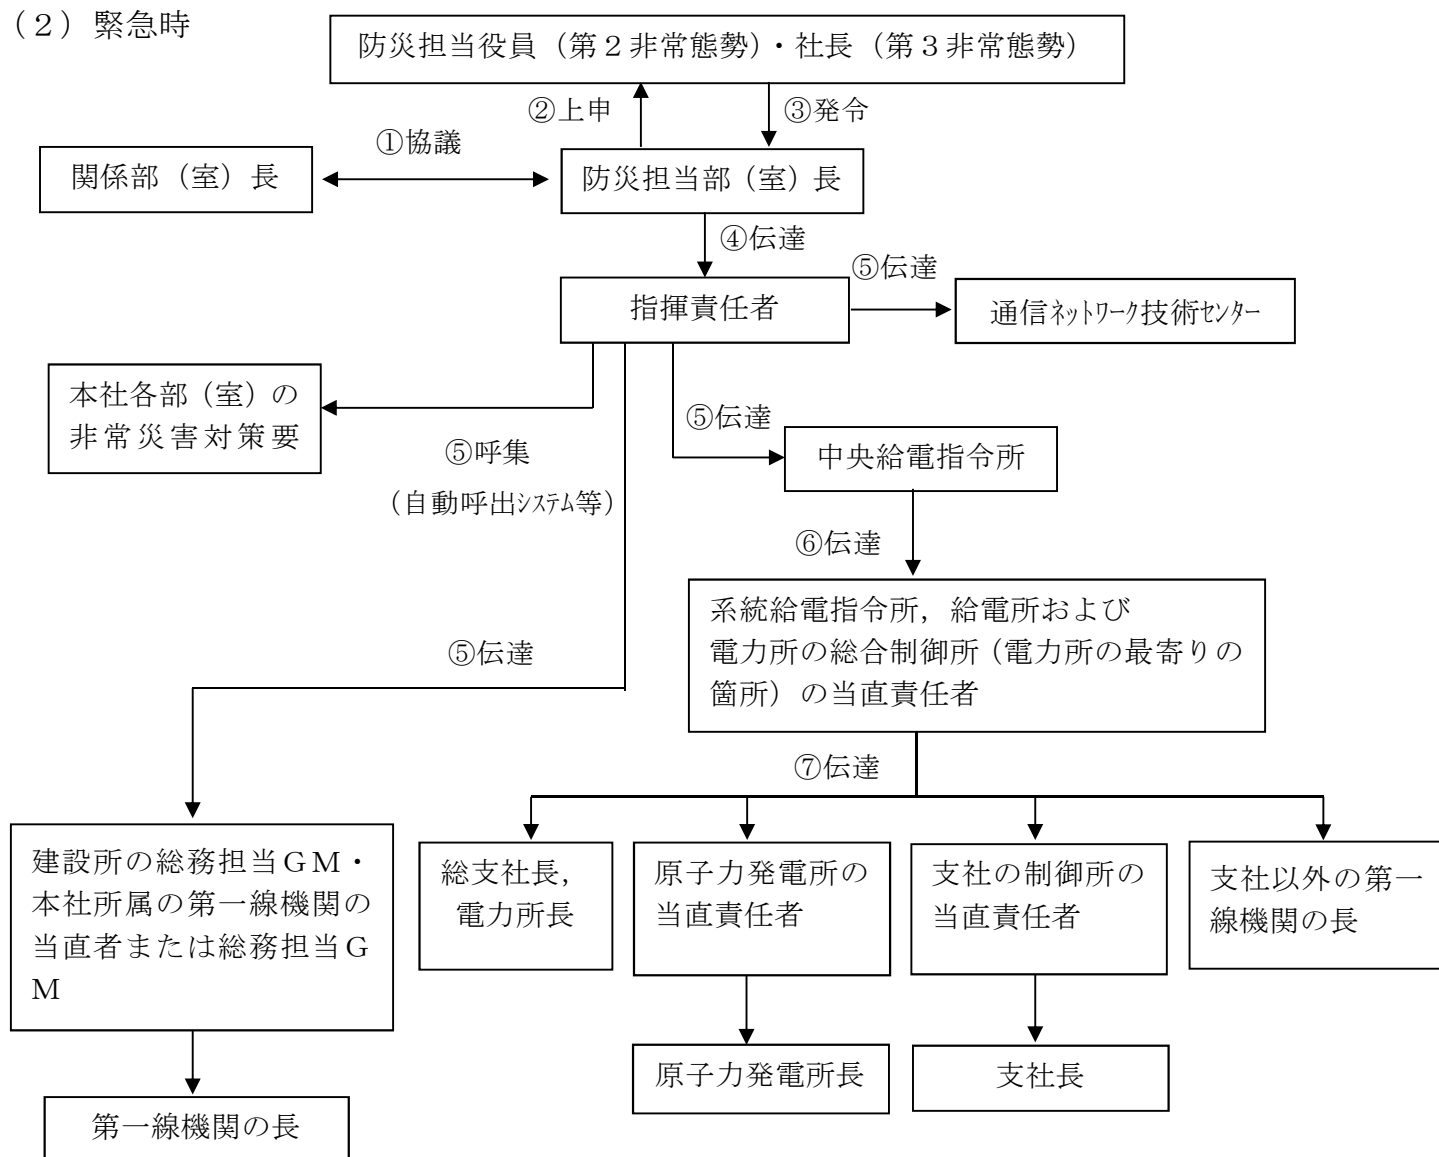 （２）緊急時
防災担当役員（第２非常態勢）・社長（第３非常態勢）
②上申
③発令
①協議
関係部（室）長
防災担当部（室）長
④伝達
⑤伝達
指揮責任者
通信ﾈｯﾄﾜｰｸ技術ｾﾝﾀｰ
本社各部（室）の
非常災害対策要
⑤伝達
⑤呼集
（自動呼出ｼｽﾃﾑ等）
中央給電指令所
⑥伝達
系統給電指令所，給電所および
電力所の総合制御所（電力所の最寄りの
箇所）の当直責任者
⑤伝達
⑦伝達
建設所の総務担当ＧＭ・
本社所属の第一線機関の
当直者または総務担当Ｇ
Ｍ
総支社長，
電力所長
原子力発電所の
当直責任者
支社の制御所の
当直責任者
支社以外の第一
線機関の長
原子力発電所長
支社長
第一線機関の長